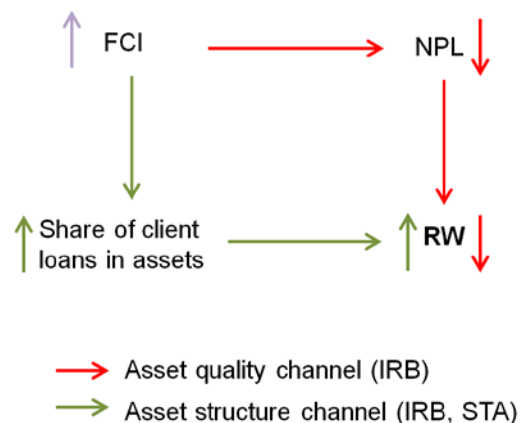 FCI
NPL
Share of client
loans in assets
RW
Asset quality channel (IRB)
Asset structure channel (IRB, STA)